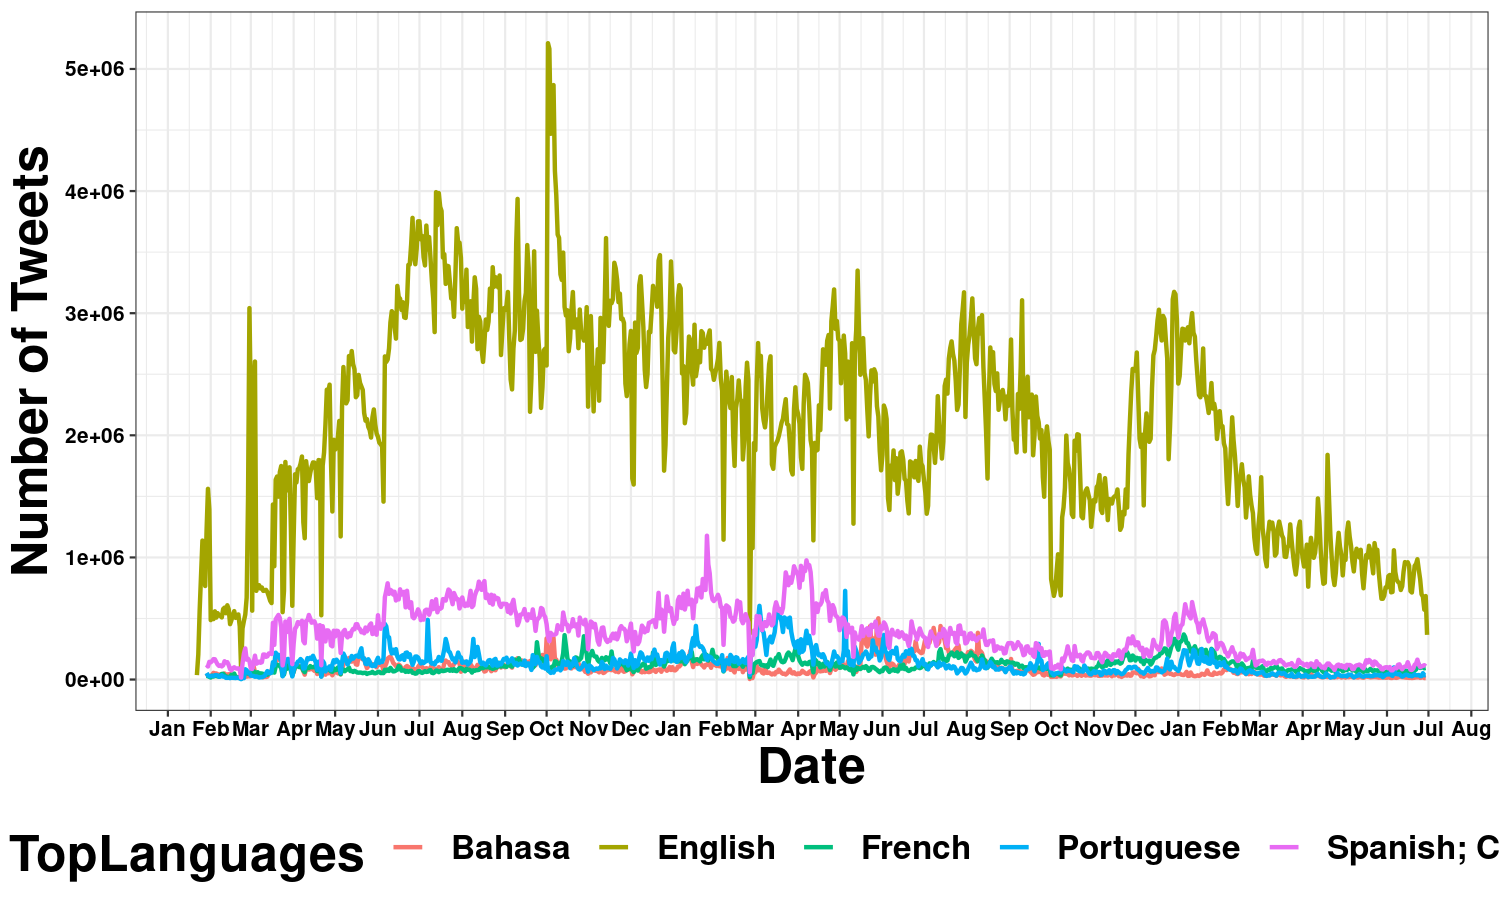 Number of Tweets
5e+06
4e+06
3e+06
2e+06
1e+06
0e+00
Jan Feb Mar Apr May Jun Jul Aug Sep Oct Nov Dec Jan Feb Mar Apr May Jun Jul Aug Sep Oct Nov Dec Jan Feb Mar Apr May Jun Jul Aug
Date
TopLanguages Bahasa English French Portuguese Spanish; C